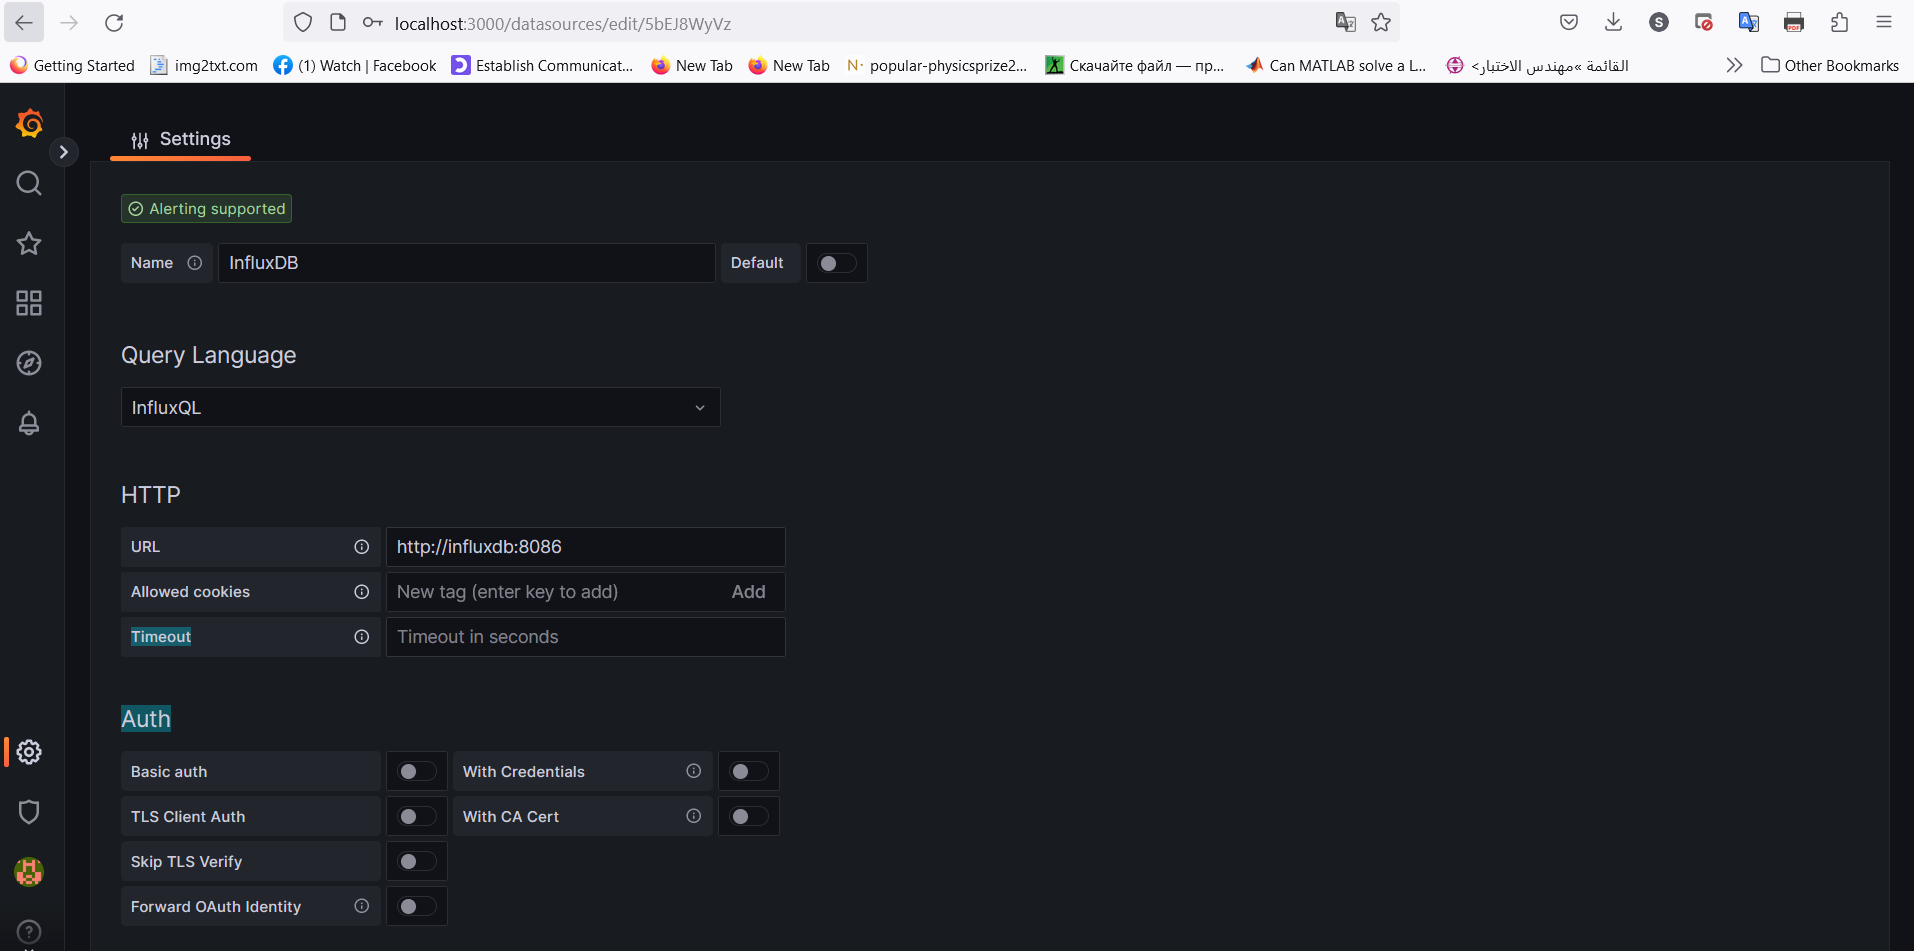 localhost:3000/datasources/edit/5bEJ8WyVz
S
Getting Started img2txt.com (1) Watch | Facebook Establish Communicat... New Tab New Tab N popular-physicsprize2... Скачайте файл — пр... Can MATLAB solve a L... القائمة »مهندس الاختبار< Other Bookmarks
Settings
Alerting supported
Name InfluxDB Default
Query Language
InfluxQL
HTTP
URL http://influxdb:8086
Allowed cookies New tag (enter key to add) Add
Timeout Timeout in seconds
Auth
Basic auth With Credentials
TLS Client Auth With CA Cert
Skip TLS Verify
Forward OAuth Identity